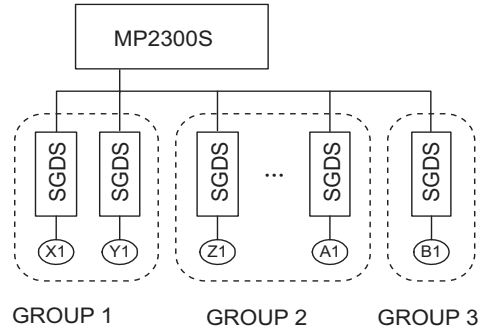 MP2300S
SGDS SGDS SGDS ... SGDS SGDS
X1 Y1 Z1 A1 B1
GROUP 1 GROUP 2 GROUP 3